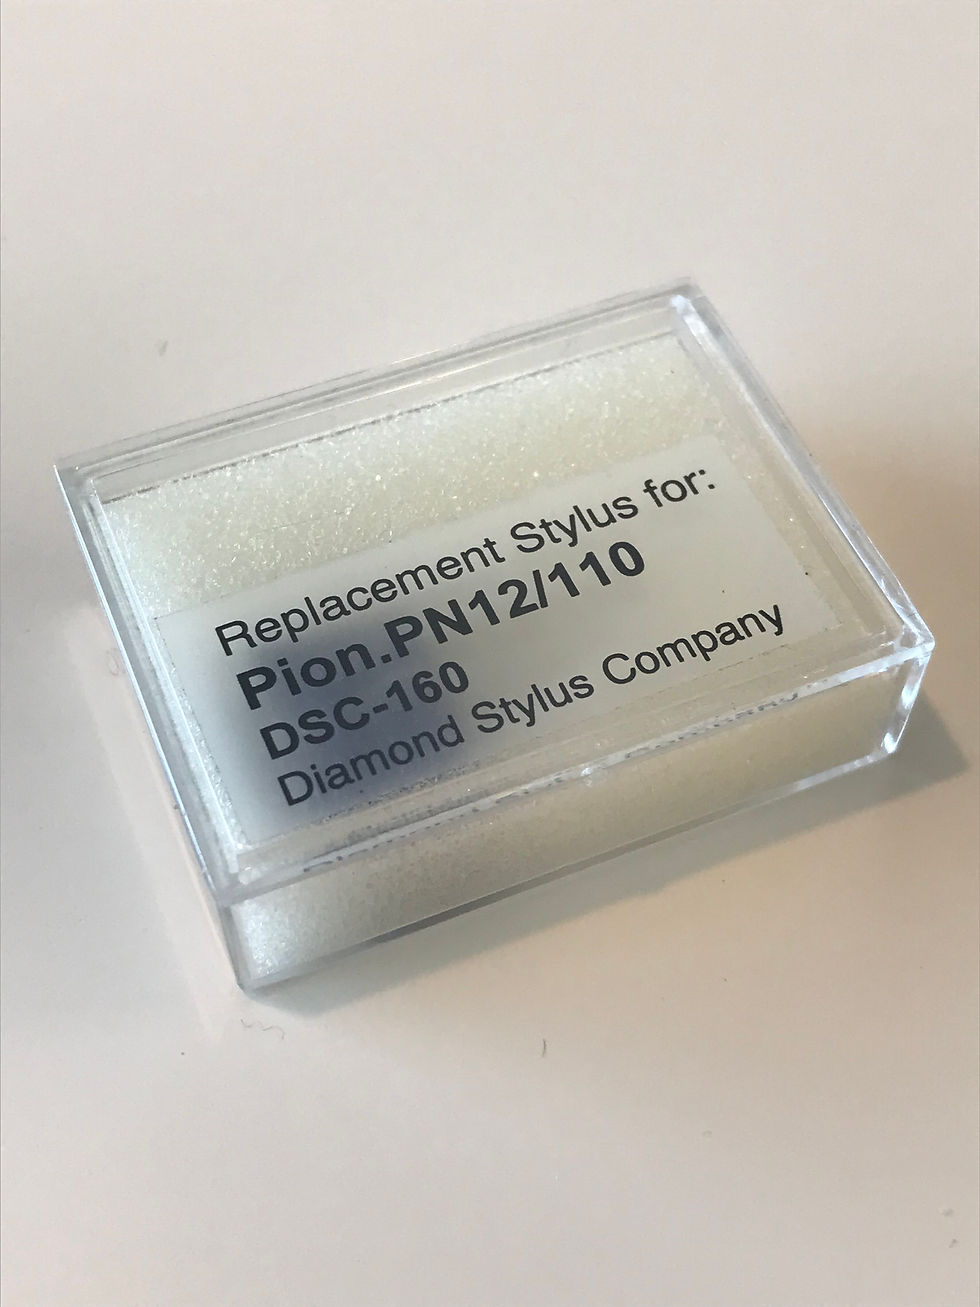 Replacement Stylus for:
Pion.PN12/110
DSC-160
Diamond Stylus Company